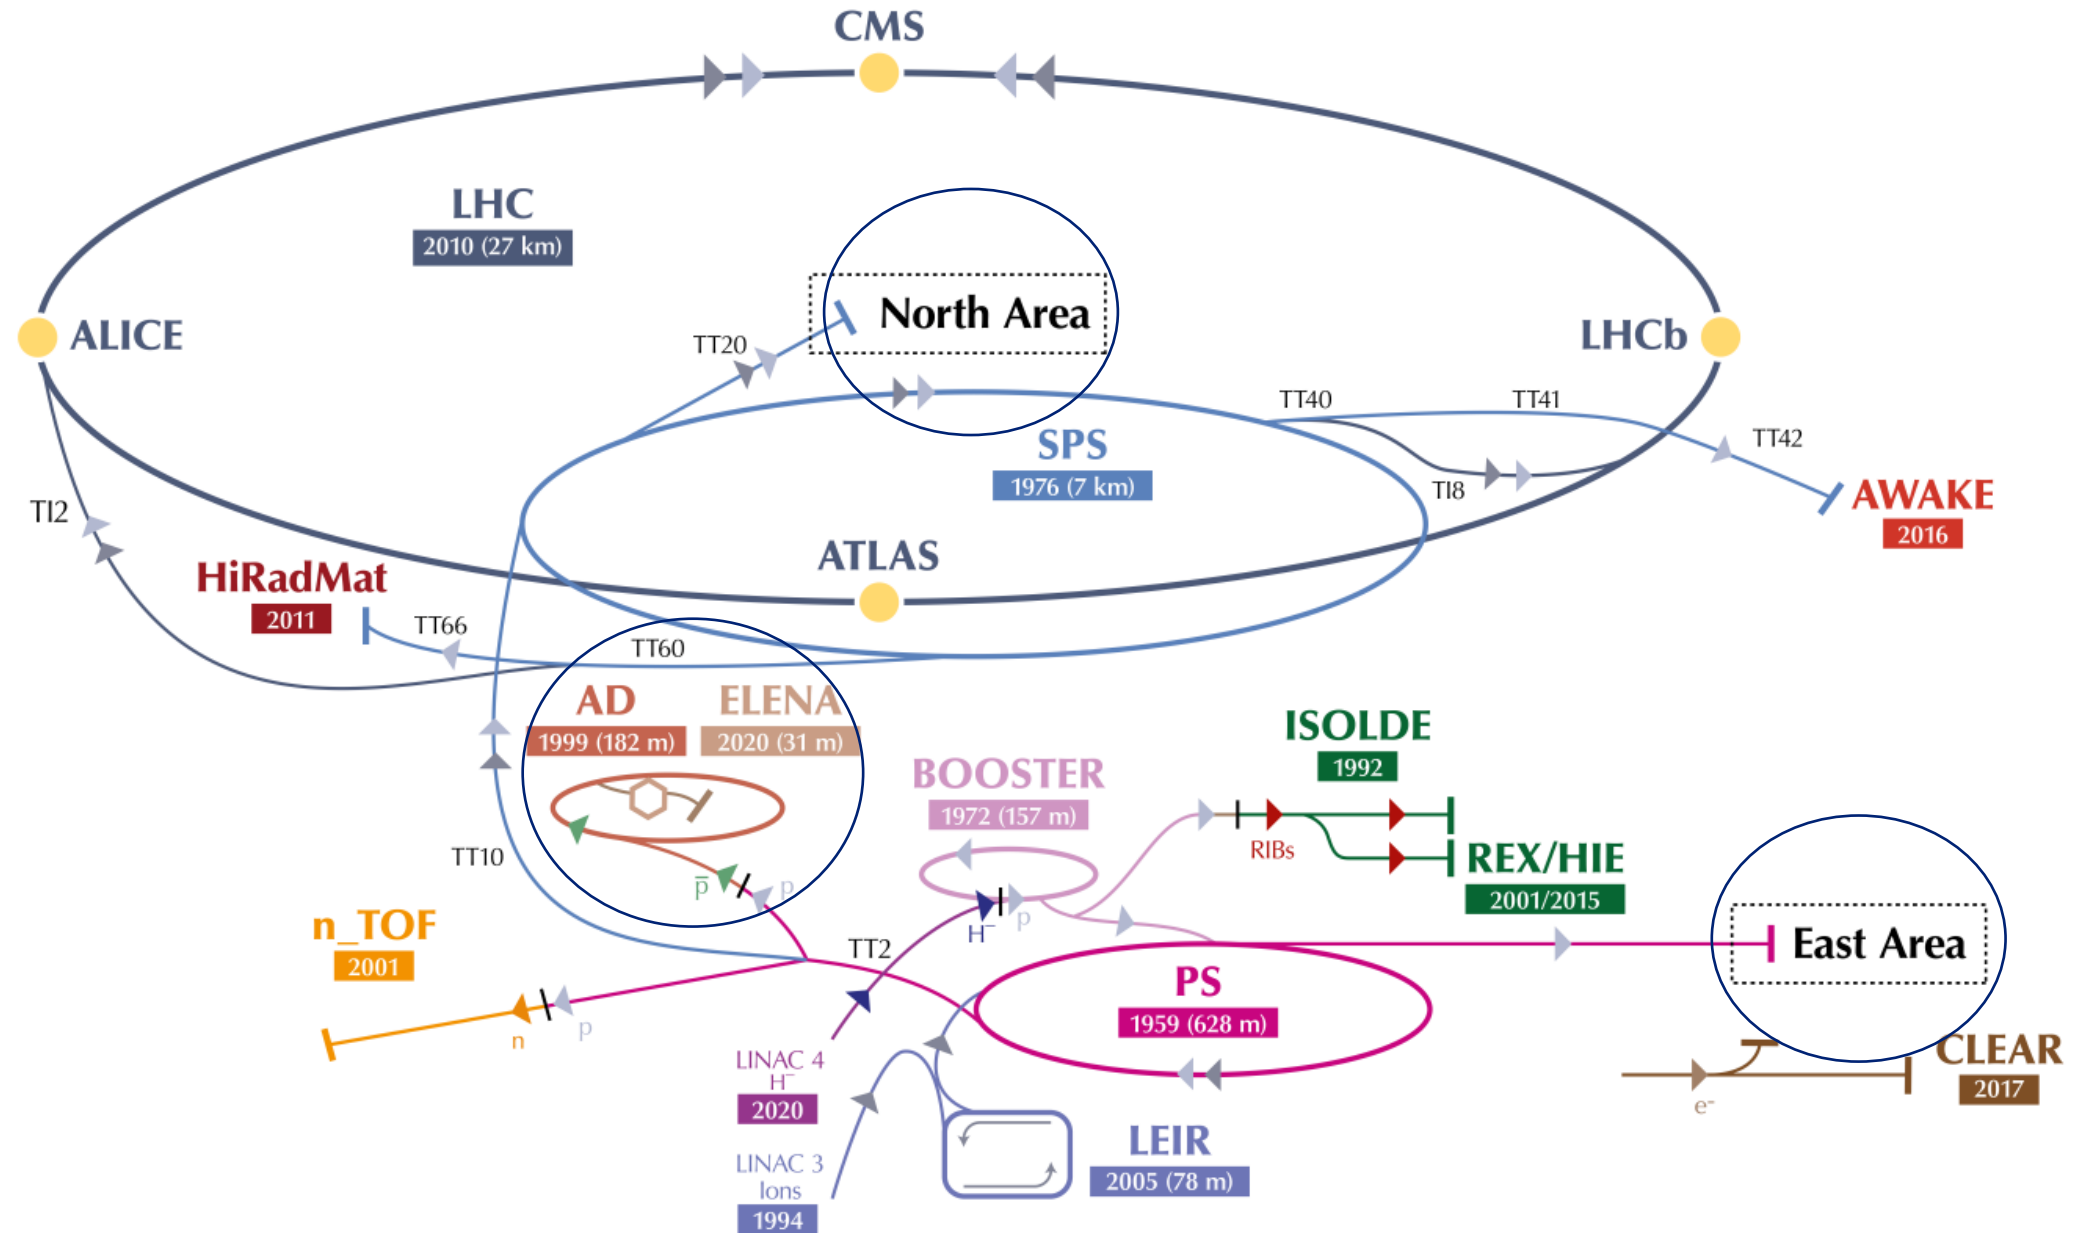 CMS
LHC
2010 (27 km)
North Area
TT20
ALICE
LHCb
TT40
TT41
TT42
SPS
1976 (7 km)
TI8
AWAKE
2016
TI2
ATLAS
HiRadMat
2011
TT66
TT60
AD
1999 (182 m)
ELENA
2020 (31 m)
ISOLDE
1992
BOOSTER
1972 (157 m)
TT10
RIBs
REX/HIE
2001/2015
p̅
p
H⁻
p
n_TOF
2001
TT2
East Area
PS
1959 (628 m)
n
p
LINAC 4
H⁻
2020
CLEAR
2017
e⁻
LEIR
2005 (78 m)
LINAC 3
Ions
1994